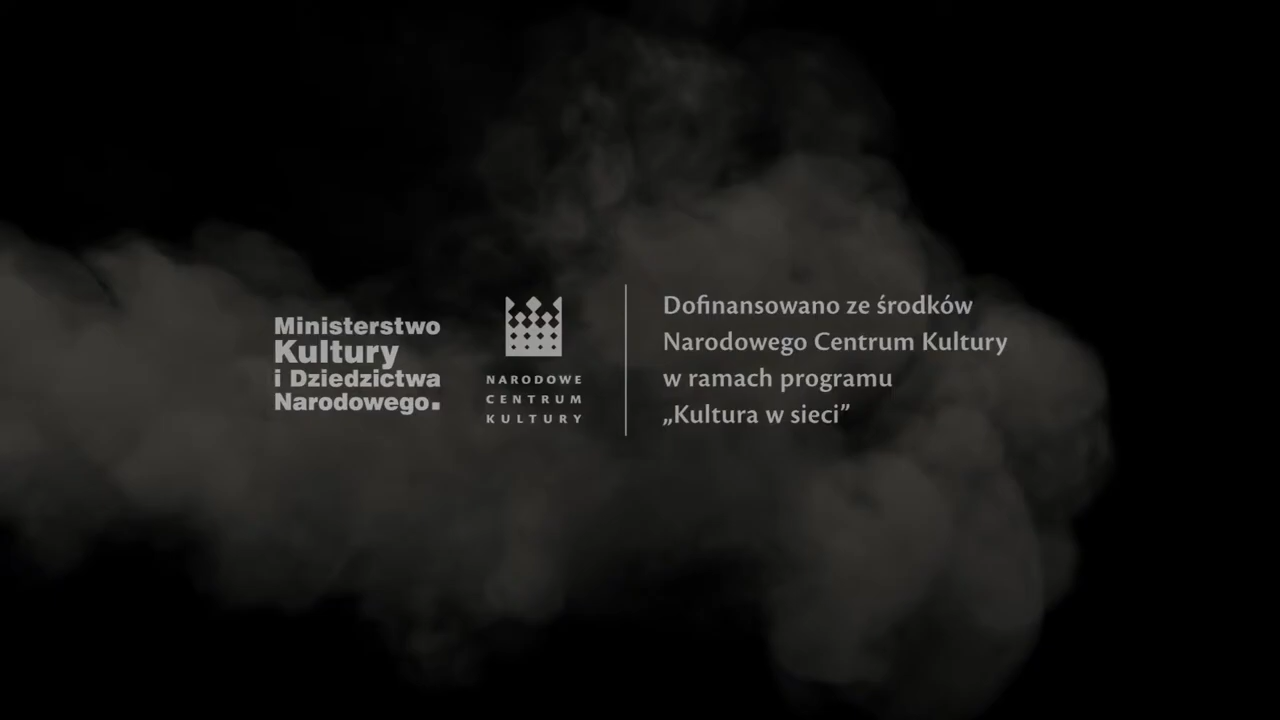 Ministerstwo
Kultury
i Dziedzictwa
Narodowego.
NARODOWE
CENTRUM
KULTURY
Dofinansowano ze środków
Narodowego Centrum Kultury
w ramach programu
„Kultura w sieci”